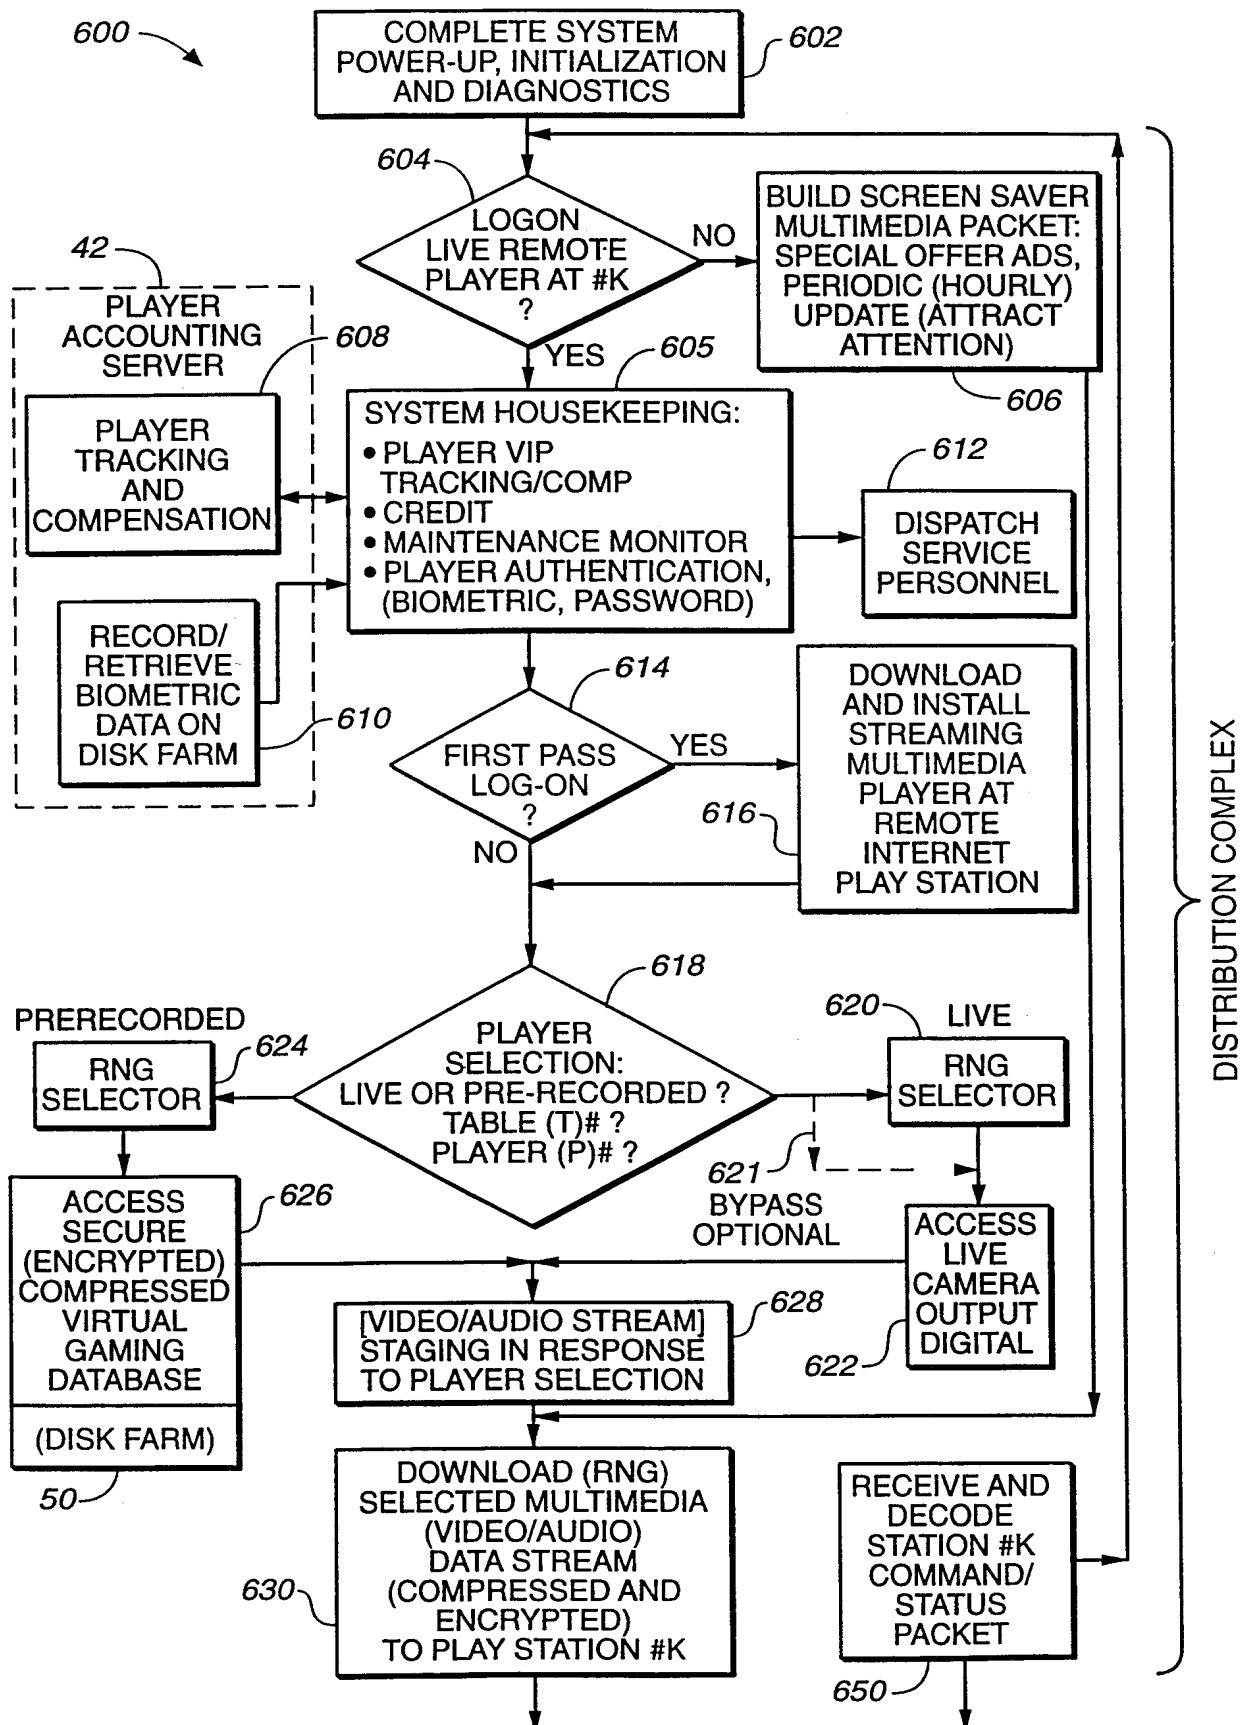 600
COMPLETE SYSTEM
POWER-UP, INITIALIZATION
AND DIAGNOSTICS
602
604
LOGON
LIVE REMOTE
PLAYER AT #K
?
NO
YES
BUILD SCREEN SAVER
MULTIMEDIA PACKET:
SPECIAL OFFER ADS,
PERIODIC (HOURLY)
UPDATE (ATTRACT
ATTENTION)
606
42
PLAYER
ACCOUNTING
SERVER
608
PLAYER
TRACKING
AND
COMPENSATION
RECORD/
RETRIEVE
BIOMETRIC
DATA ON
DISK FARM
610
605
SYSTEM HOUSEKEEPING:
• PLAYER VIP
TRACKING/COMP
• CREDIT
• MAINTENANCE MONITOR
• PLAYER AUTHENTICATION,
(BIOMETRIC, PASSWORD)
612
DISPATCH
SERVICE
PERSONNEL
614
FIRST PASS
LOG-ON
?
YES
NO
DOWNLOAD
AND INSTALL
STREAMING
MULTIMEDIA
PLAYER AT
REMOTE
INTERNET
PLAY STATION
616
DISTRIBUTION COMPLEX
618
PLAYER
SELECTION:
LIVE OR PRE-RECORDED ?
TABLE (T)# ?
PLAYER (P)# ?
PRERECORDED
624
RNG
SELECTOR
620
LIVE
RNG
SELECTOR
621
BYPASS
OPTIONAL
ACCESS
SECURE
(ENCRYPTED)
COMPRESSED
VIRTUAL
GAMING
DATABASE
(DISK FARM)
626
50
ACCESS
LIVE
CAMERA
OUTPUT
DIGITAL
622
[VIDEO/AUDIO STREAM]
STAGING IN RESPONSE
TO PLAYER SELECTION
628
DOWNLOAD (RNG)
SELECTED MULTIMEDIA
(VIDEO/AUDIO)
DATA STREAM
(COMPRESSED AND
ENCRYPTED)
TO PLAY STATION #K
630
RECEIVE AND
DECODE
STATION #K
COMMAND/
STATUS
PACKET
650